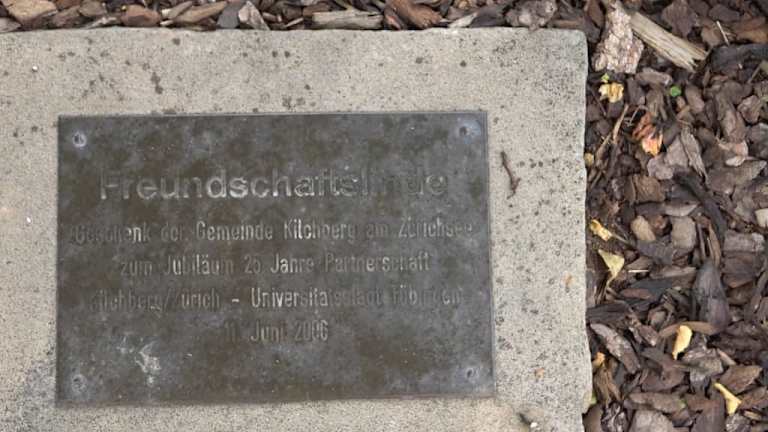 Freundschaftslinde
Geschenk der Gemeinde Kilchberg am Zürichsee
zum Jubiläum 25 Jahre Partnerschaft
Kilchberg/Zürich - Universitätsstadt Tübingen
11. Juni 2006